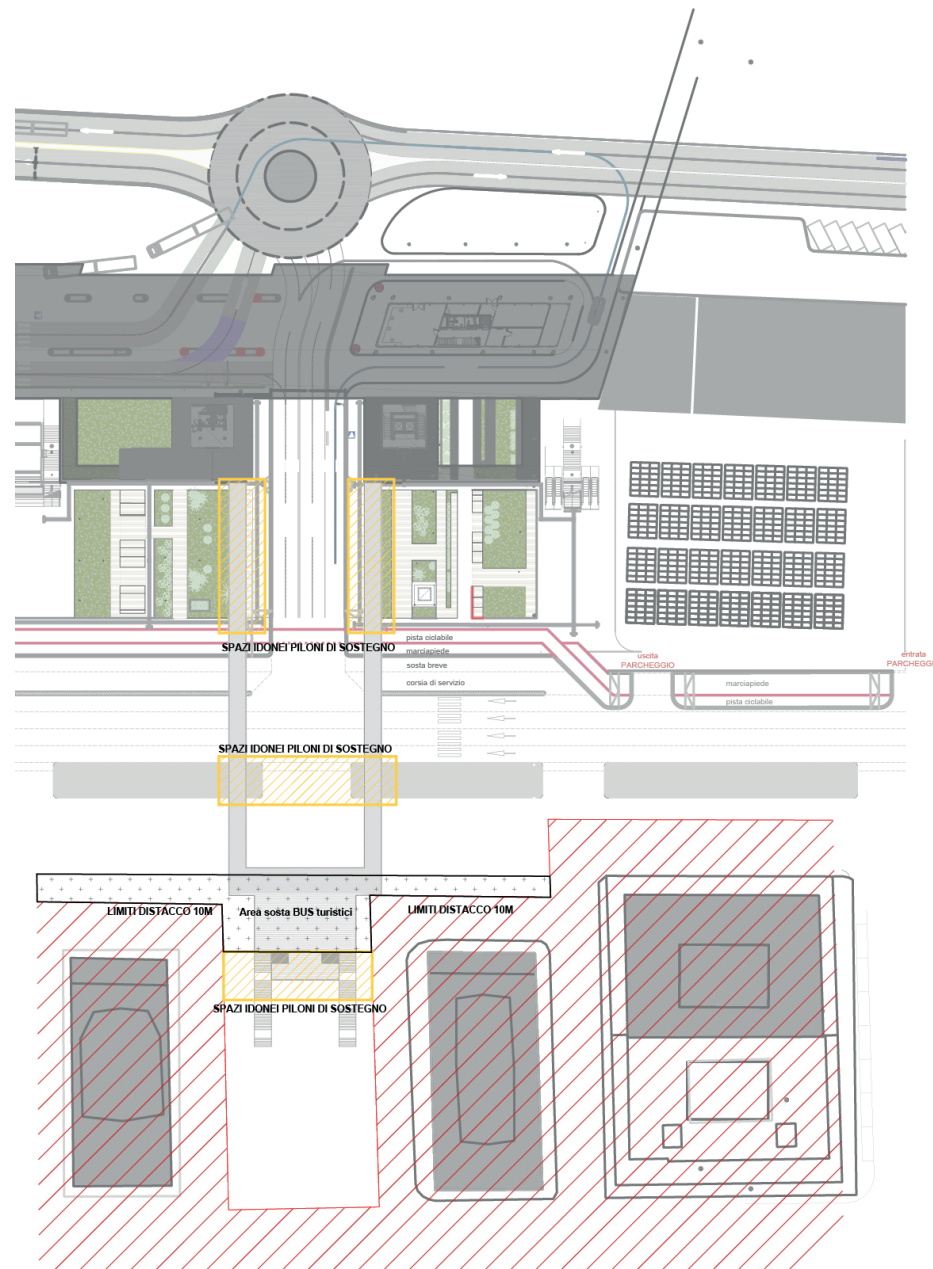 pista ciclabile
marciapiede
SPAZI IDONEI PILONI DI SOSTEGNO
sosta breve
uscita
PARCHEGGIO
entrata
PARCHEGG
corsia di servizio
marciapiede
pista ciclabile
SPAZI IDONEI PILONI DI SOSTEGNO
LIMITI DISTACCO 10M
Area sosta BUS turistici
LIMITI DISTACCO 10M
SPAZI IDONEI PILONI DI SOSTEGNO